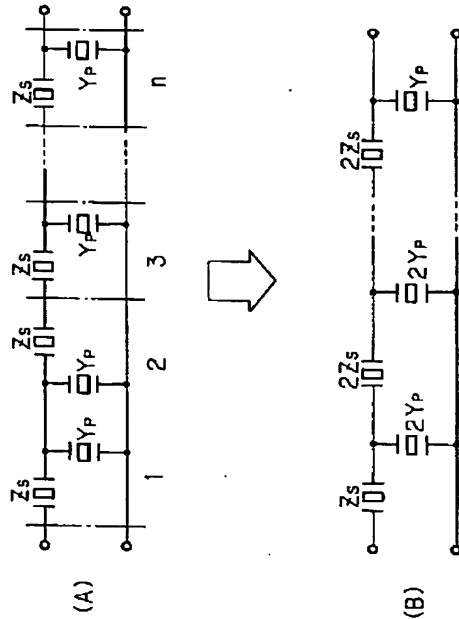 (A)
Zs Zs Zs Zs
YP YP YP YP
1 2 3 n
(B)
Zs 2Zs 2Zs
2YP 2YP YP